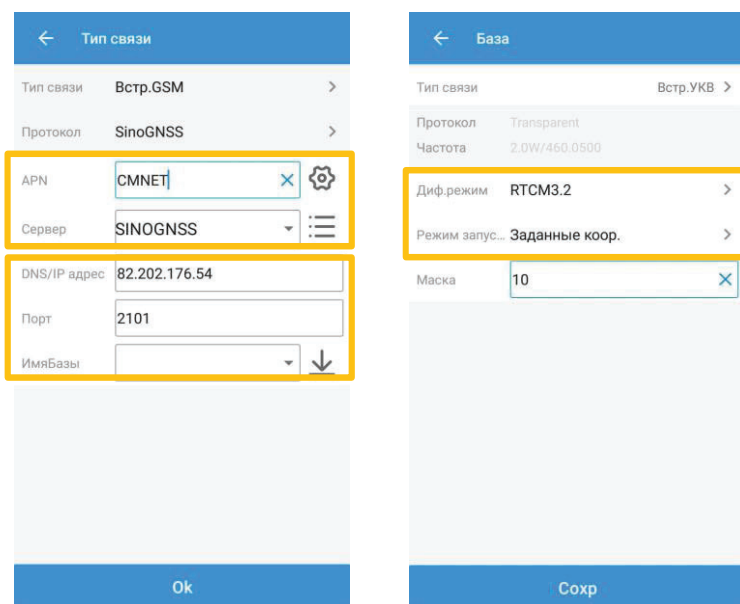 Тип связи
Тип связи Встр.GSM
Протокол SinoGNSS
APN CMNET
Сервер SINOGNSS
DNS/IP адрес 82.202.176.54
Порт 2101
ИмяБазы
Ok
База
Тип связи Встр.УКВ
Протокол Transparent
Частота 2.0W/460.0500
Диф.режим RTCM3.2
Режим запус... Заданные коор.
Маска 10
Сохр